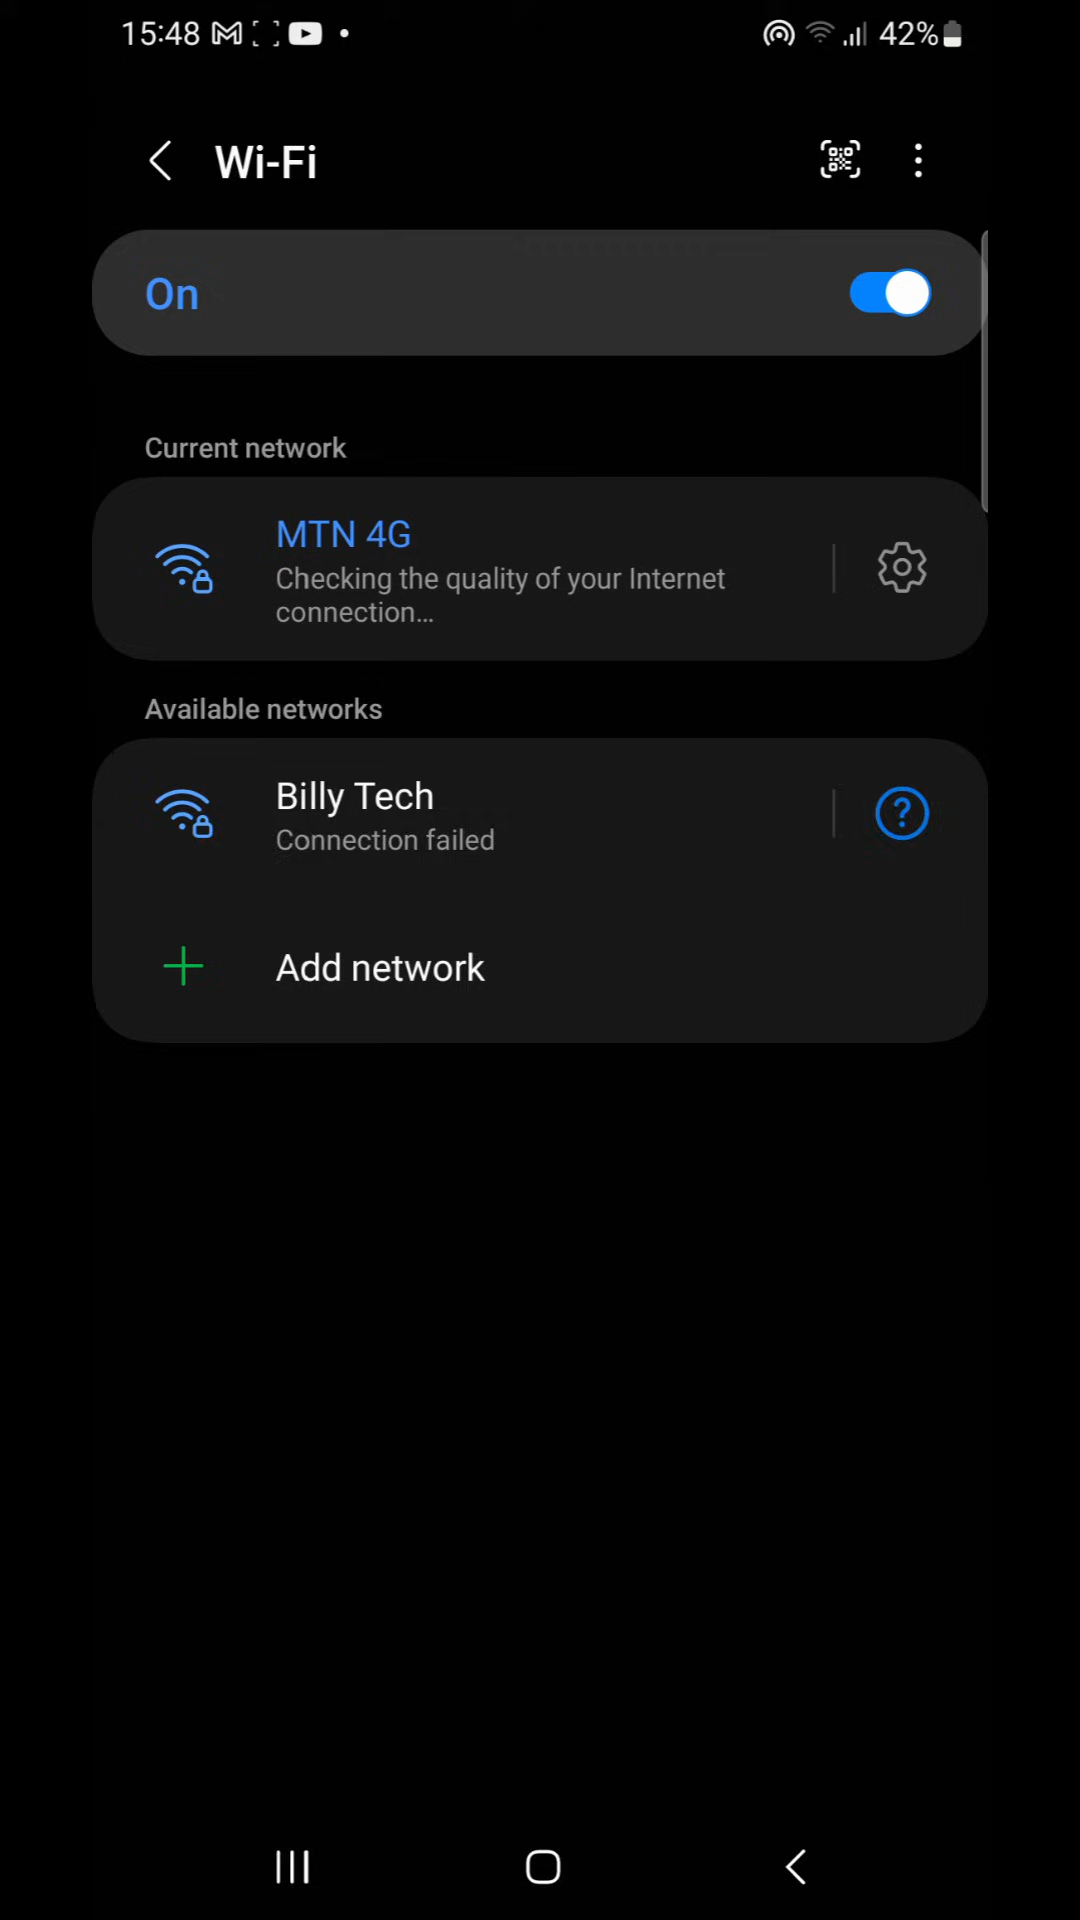 15:48 42%
Wi-Fi
On
Current network
MTN 4G
Checking the quality of your Internet
connection...
Available networks
Billy Tech
Connection failed
Add network